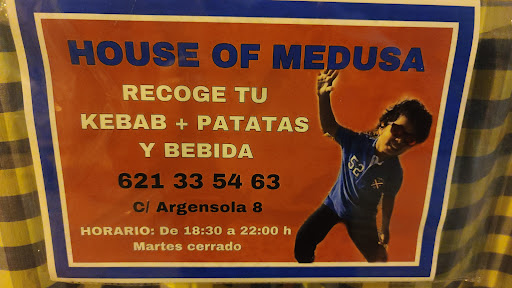 HOUSE OF MEDUSA
RECOGE TU
KEBAB + PATATAS
Y BEBIDA
621 33 54 63
C/ Argensola 8
HORARIO: De 18:30 a 22:00 h
Martes cerrado
52